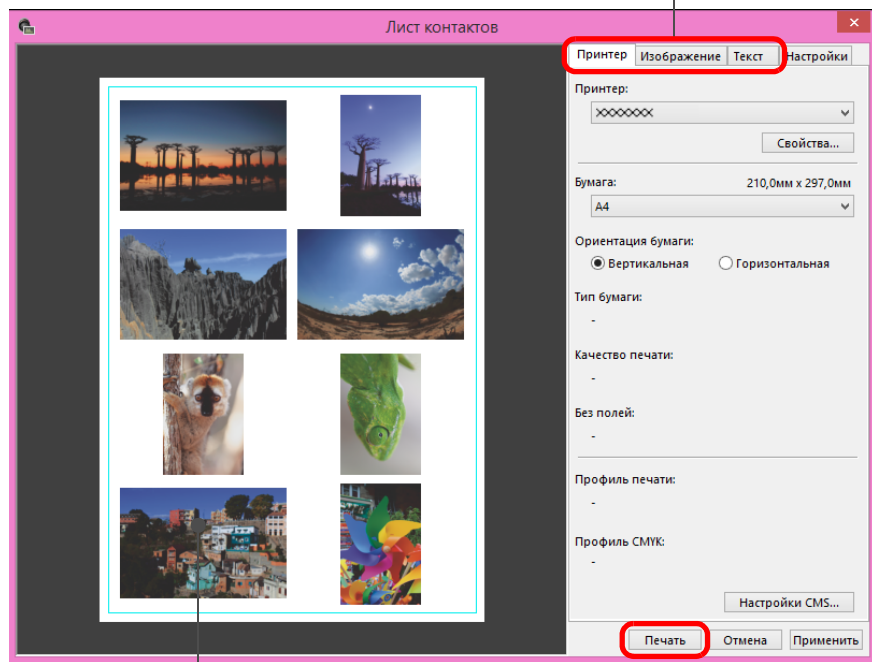 Лист контактов
Принтер Изображение Текст Настройки
Принтер:
XXXXXXX
Свойства...
Бумага: 210,0мм x 297,0мм
A4
Ориентация бумаги:
Вертикальная Горизонтальная
Тип бумаги:
-
Качество печати:
-
Без полей:
-
Профиль печати:
-
Профиль CMYK:
-
Настройки CMS...
Печать Отмена Применить